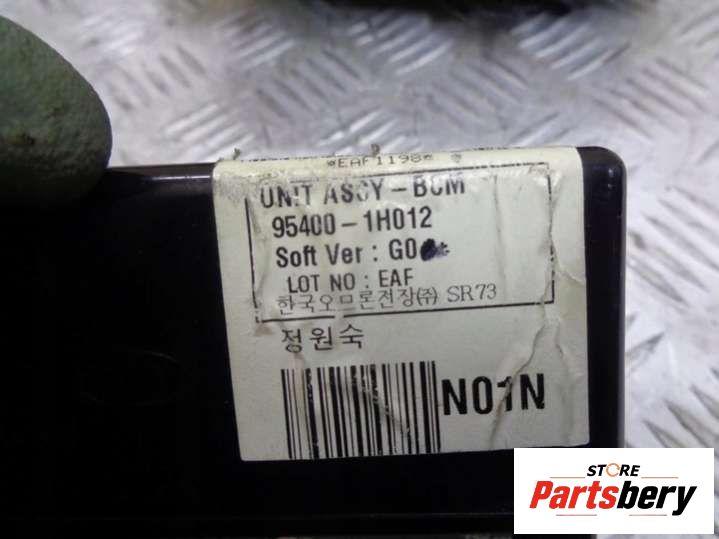 *EAF1198*
UNIT ASSY-BCM
95400-1H012
Soft Ver : G0
LOT NO : EAF
한국오므론전장㈜ SR73
정원숙
N01N
STORE
Partsbery